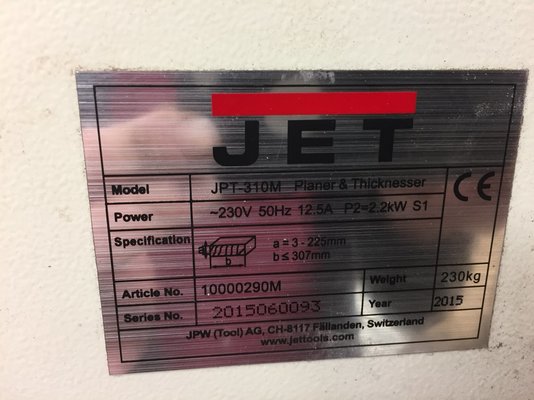 JET
Model JPT-310M Planer & Thicknesser
CE
Power ~230V 50Hz 12.5A P2=2.2kW S1
Specification a = 3 - 225mm
b b ≤ 307mm
Article No. 10000290M Weight 230kg
Series No. 2015060093 Year 2015
JPW (Tool) AG, CH-8117 Fällanden, Switzerland
www.jettools.com